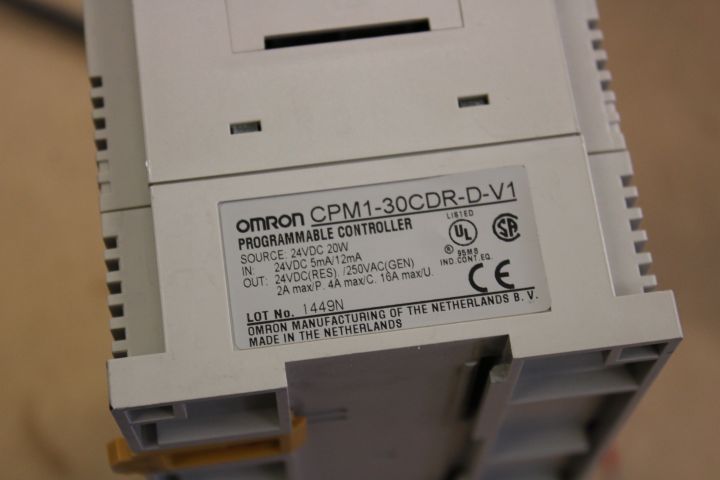 OMRON CPM1-30CDR-D-V1
PROGRAMMABLE CONTROLLER
SOURCE: 24VDC 20W
IN: 24VDC 5mA/12mA
OUT: 24VDC(RES) /250VAC(GEN)
2A max/P. 4A max/C. 16A max/U.
LISTED
UL
SA
95M8
IND.CONT.EQ.
CE
LOT No. 1449N
OMRON MANUFACTURING OF THE NETHERLANDS B.V.
MADE IN THE NETHERLANDS